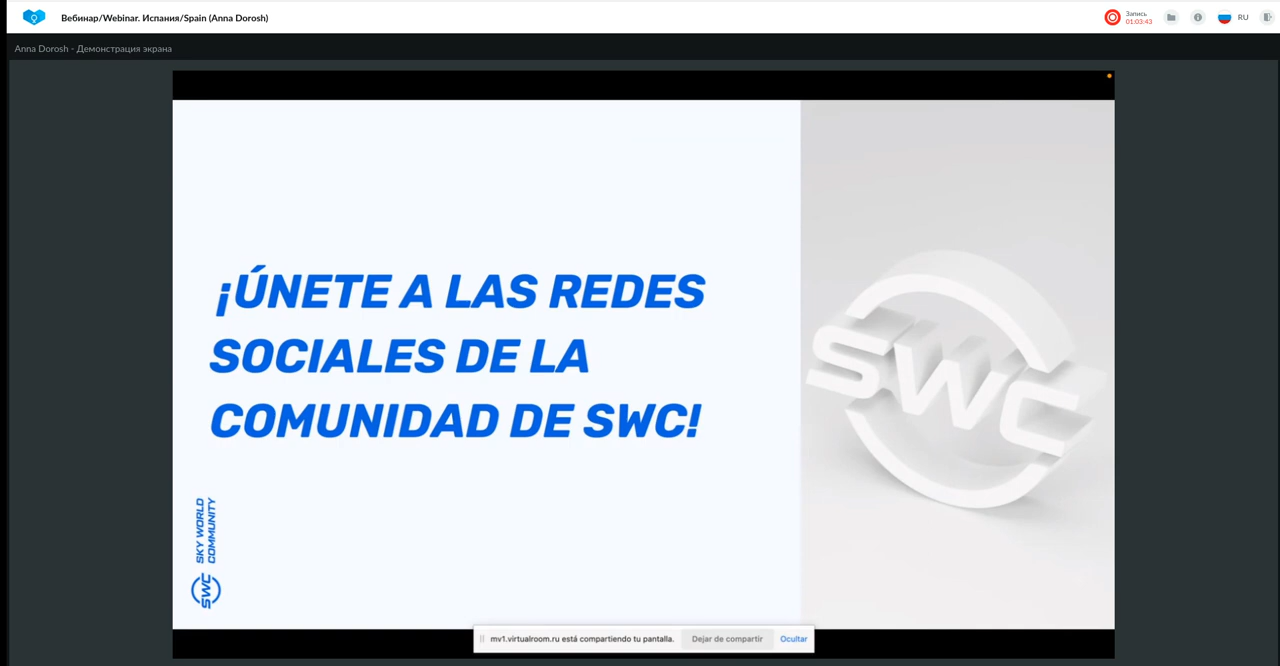 Вебинар/Webinar. Испания/Spain (Anna Dorosh)
Запись
01:03:43
RU
Anna Dorosh - Демонстрация экрана
¡ÚNETE A LAS REDES
SOCIALES DE LA
COMUNIDAD DE SWC!
SWC
SWC
SKY WORLD
COMMUNITY
mv1.virtualroom.ru está compartiendo tu pantalla.
Dejar de compartir
Ocultar